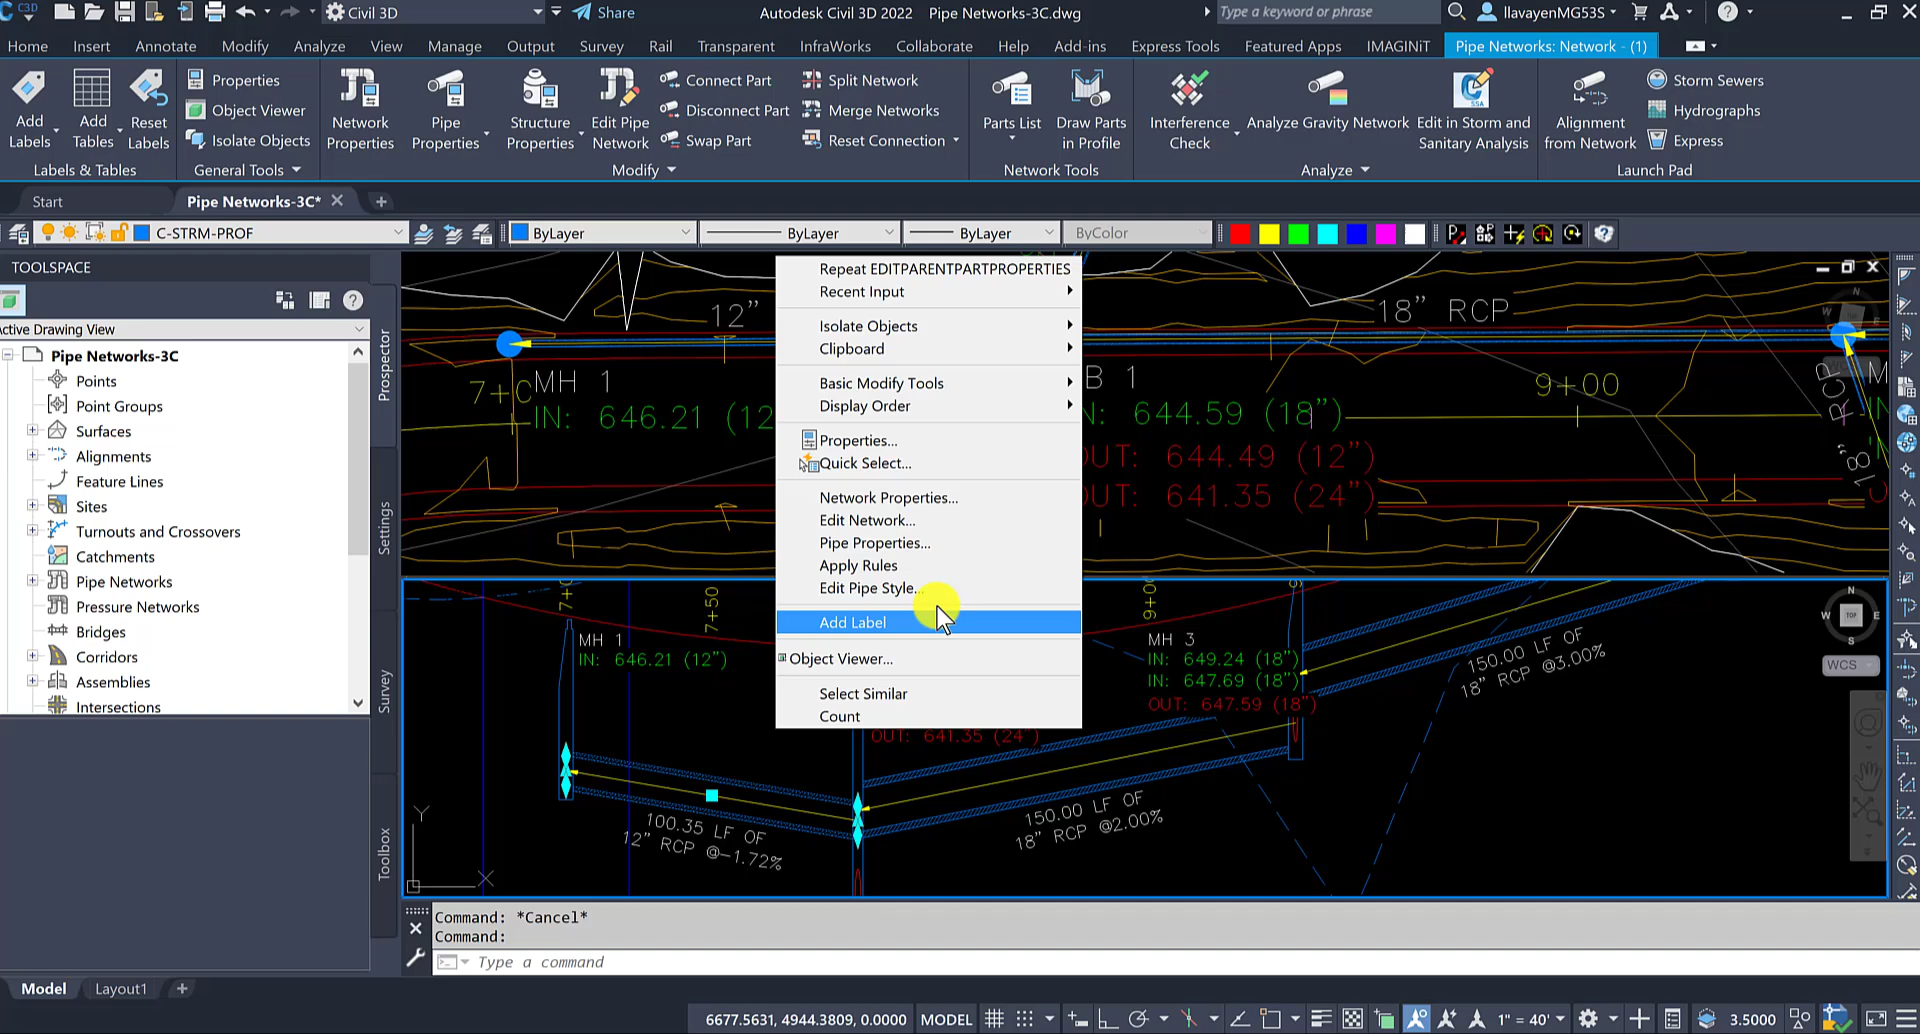 C3D
Civil 3D
Share
Autodesk Civil 3D 2022
Pipe Networks-3C.dwg
Type a keyword or phrase
llavayenMG53S
Home
Insert
Annotate
Modify
Analyze
View
Manage
Output
Survey
Rail
Transparent
InfraWorks
Collaborate
Help
Add-ins
Express Tools
Featured Apps
IMAGINiT
Pipe Networks: Network - (1)
Add Labels
Add Tables
Reset Labels
Labels & Tables
Properties
Object Viewer
Isolate Objects
General Tools
Network Properties
Pipe Properties
Structure Properties
Edit Pipe Network
Connect Part
Disconnect Part
Swap Part
Split Network
Merge Networks
Reset Connection
Modify
Parts List
Draw Parts in Profile
Network Tools
Interference Check
Analyze Gravity Network
SSA
Edit in Storm and Sanitary Analysis
Analyze
Alignment from Network
Storm Sewers
Hydrographs
Express
Launch Pad
Start
Pipe Networks-3C*
C-STRM-PROF
ByLayer
ByLayer
ByLayer
ByColor
TOOLSPACE
Active Drawing View
Pipe Networks-3C
Points
Point Groups
Surfaces
Alignments
Feature Lines
Sites
Turnouts and Crossovers
Catchments
Pipe Networks
Pressure Networks
Bridges
Corridors
Assemblies
Intersections
Prospector
Settings
Survey
Toolbox
12”
18” RCP
MH 1
7+0
IN: 646.21 (12
B 1
N: 644.59 (18”)
OUT: 644.49 (12”)
OUT: 641.35 (24”)
9+00
RCP
18”
Repeat EDITPARENTPARTPROPERTIES
Recent Input
Isolate Objects
Clipboard
Basic Modify Tools
Display Order
Properties...
Quick Select...
Network Properties...
Edit Network...
Pipe Properties...
Apply Rules
Edit Pipe Style...
Add Label
Object Viewer...
Select Similar
Count
7+0
7+50
9+00
MH 1
IN: 646.21 (12”)
MH 3
IN: 649.24 (18”)
IN: 647.69 (18”)
OUT: 647.59 (18”)
OUT: 641.35 (24”)
150.00 LF OF
18” RCP @3.00%
100.35 LF OF
12” RCP @-1.72%
150.00 LF OF
18” RCP @2.00%
N
W TOP E
S
WCS
Y
X
Command: *Cancel*
Command:
Type a command
Model
Layout1
6677.5631, 4944.3809, 0.0000
MODEL
1" = 40'
3.5000